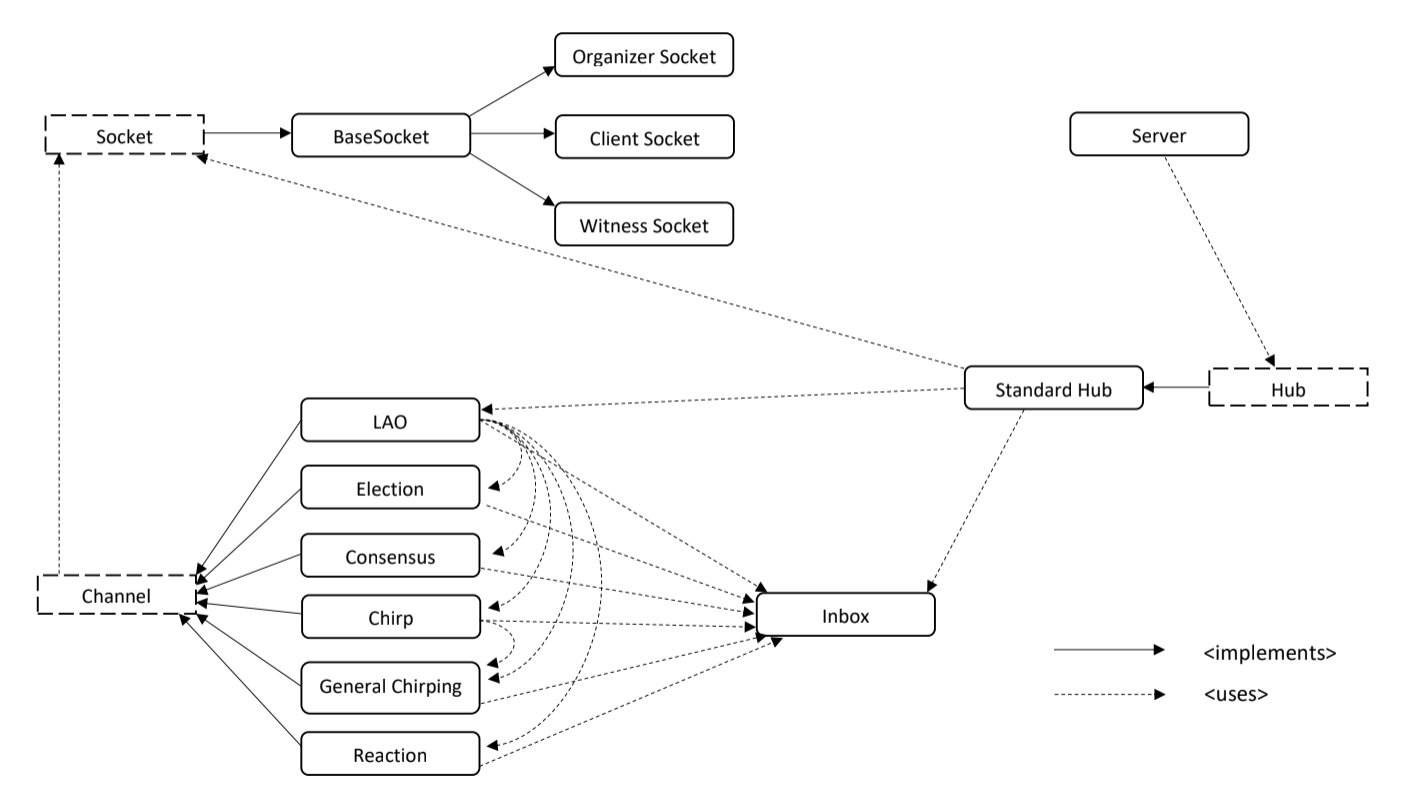 Organizer Socket
Socket
BaseSocket
Client Socket
Server
Witness Socket
Standard Hub
Hub
LAO
Election
Consensus
Channel
Chirp
Inbox
General Chirping
Reaction
<implements>
<uses>